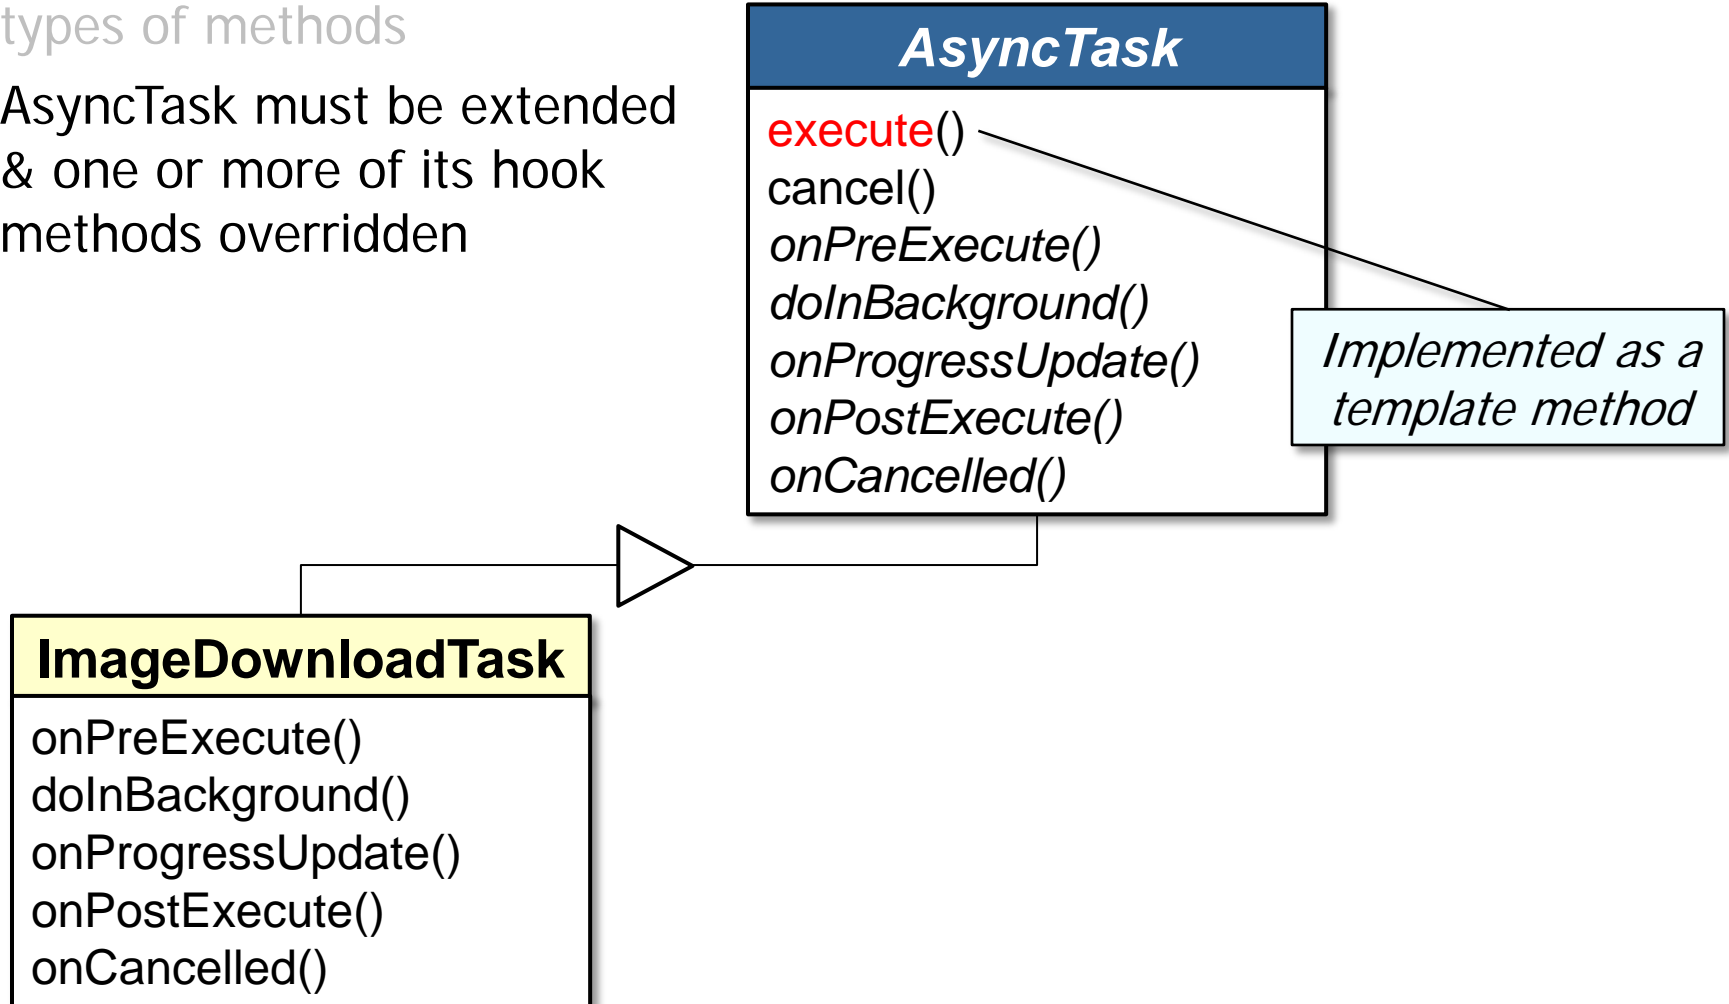 types of methods
AsyncTask must be extended
& one or more of its hook
methods overridden
AsyncTask
execute()
cancel()
onPreExecute()
doInBackground()
onProgressUpdate()
onPostExecute()
onCancelled()
Implemented as a
template method
ImageDownloadTask
onPreExecute()
doInBackground()
onProgressUpdate()
onPostExecute()
onCancelled()